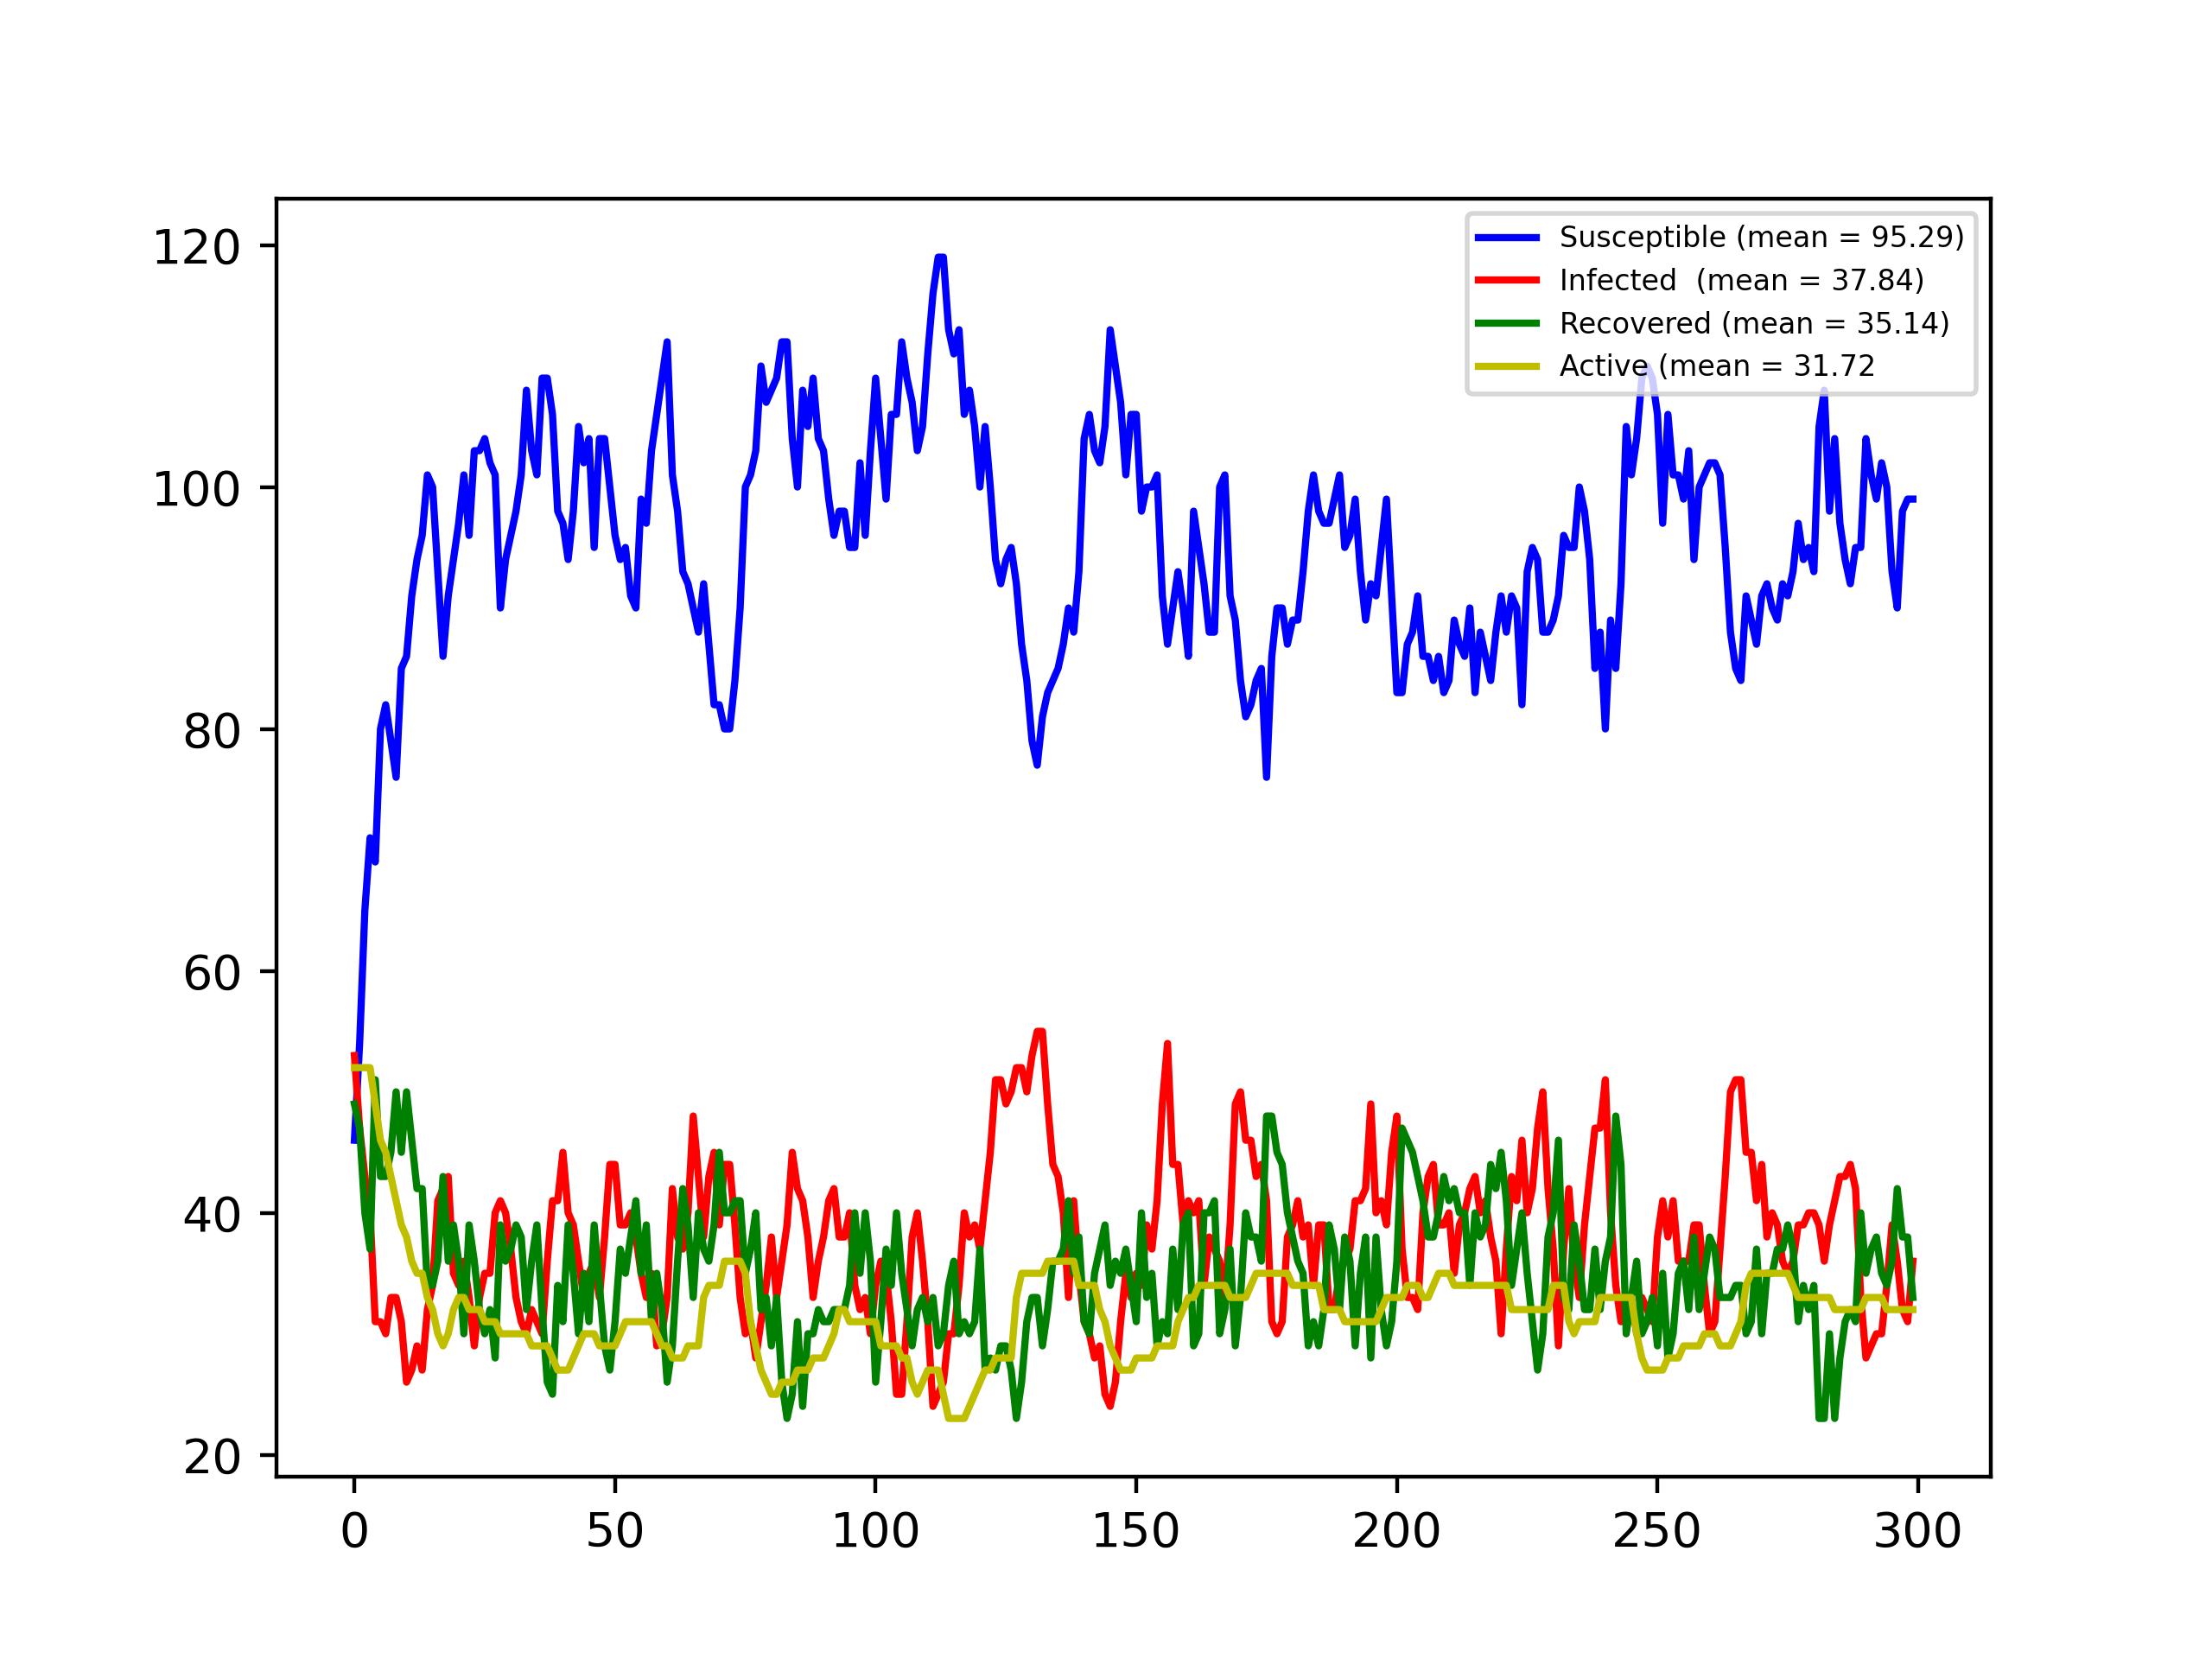 120
100
80
60
40
20
0 50 100 150 200 250 300
Susceptible (mean = 95.29)
Infected  (mean = 37.84)
Recovered (mean = 35.14)
Active (mean = 31.72